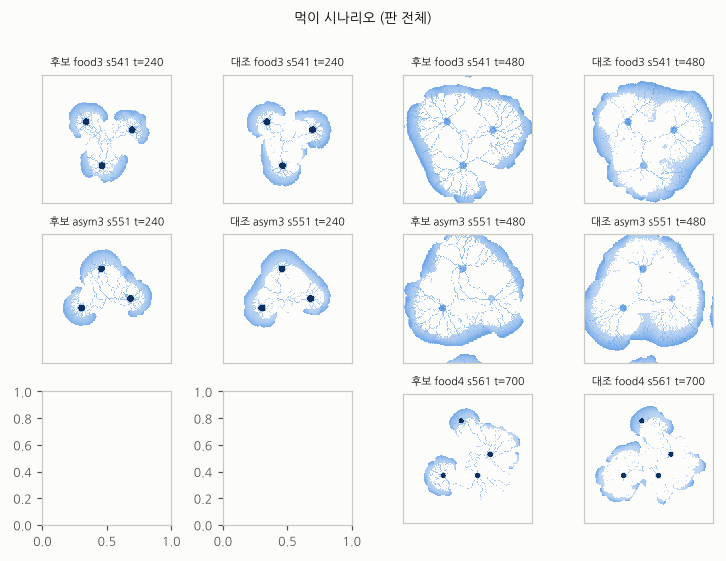 먹이 시나리오 (판 전체)
후보 food3 s541 t=240
대조 food3 s541 t=240
후보 food3 s541 t=480
대조 food3 s541 t=480
후보 asym3 s551 t=240
대조 asym3 s551 t=240
후보 asym3 s551 t=480
대조 asym3 s551 t=480
후보 food4 s561 t=700
대조 food4 s561 t=700
1.0
0.8
0.6
0.4
0.2
0.0
0.0 0.5 1.0
1.0
0.8
0.6
0.4
0.2
0.0
0.0 0.5 1.0